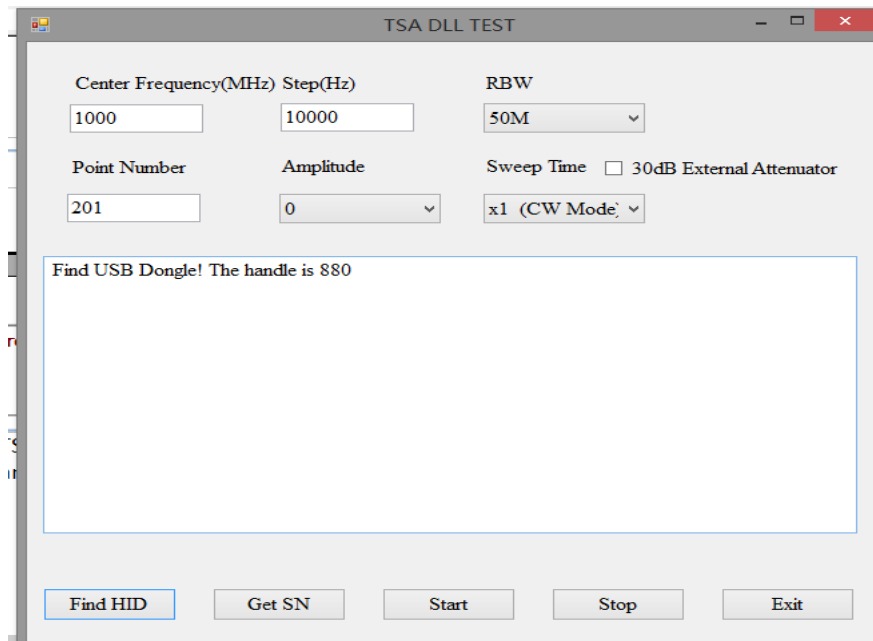 TSA DLL TEST
Center Frequency(MHz) Step(Hz) RBW
1000 10000 50M
Point Number Amplitude Sweep Time 30dB External Attenuator
201 0 x1 (CW Mode)
Find USB Dongle! The handle is 880
Find HID Get SN Start Stop Exit